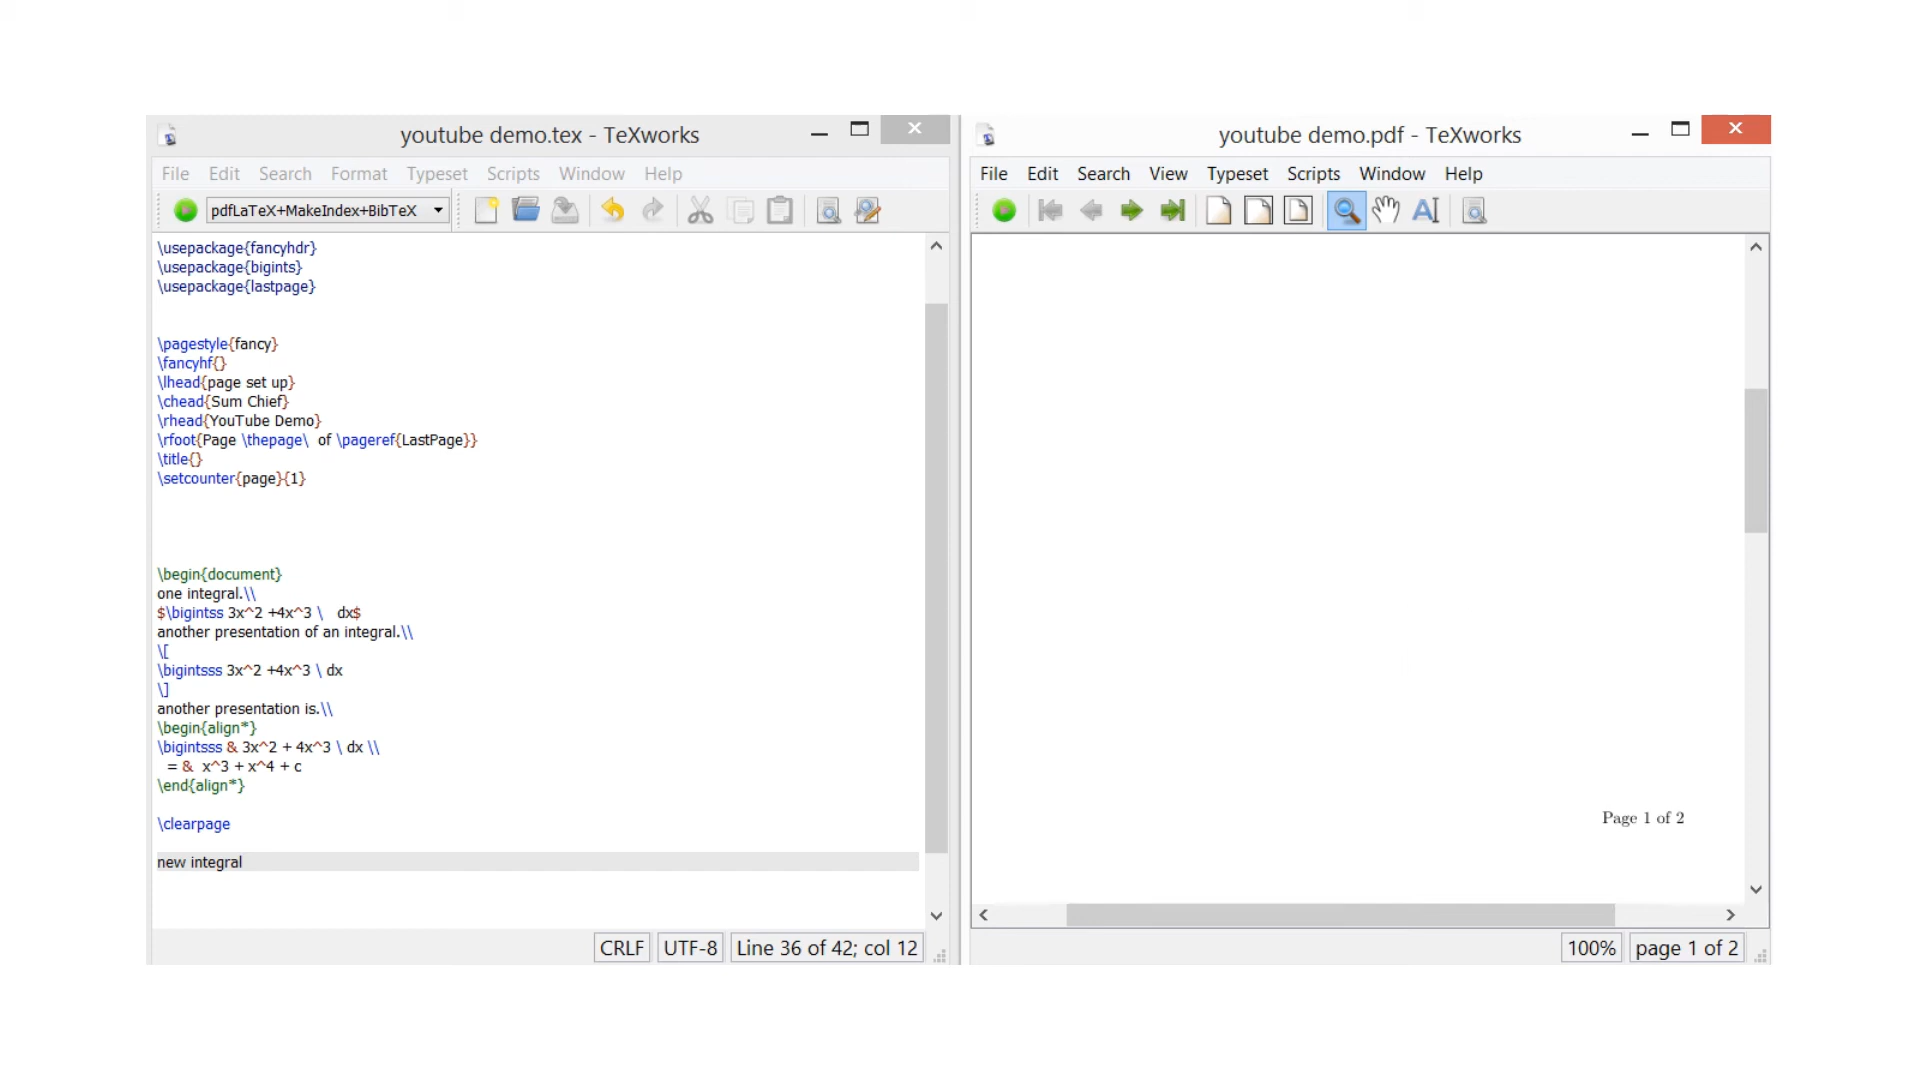 youtube demo.tex - TeXworks
File Edit Search Format Typeset Scripts Window Help
pdfLaTeX+MakeIndex+BibTeX
\usepackage{fancyhdr}
\usepackage{bigints}
\usepackage{lastpage}
\pagestyle{fancy}
\fancyhf{}
\lhead{page set up}
\chead{Sum Chief}
\rhead{YouTube Demo}
\rfoot{Page \thepage\  of \pageref{LastPage}}
\title{}
\setcounter{page}{1}
\begin{document}
one integral.\\
$\bigintss 3x^2 +4x^3 \   dx$
another presentation of an integral.\\
\[
\bigintsss 3x^2 +4x^3 \ dx
\]
another presentation is.\\
\begin{align*}
\bigintsss & 3x^2 + 4x^3 \ dx \\
= &  x^3 + x^4 + c
\end{align*}
\clearpage
new integral
CRLF UTF-8 Line 36 of 42; col 12
youtube demo.pdf - TeXworks
File Edit Search View Typeset Scripts Window Help
Page 1 of 2
100% page 1 of 2